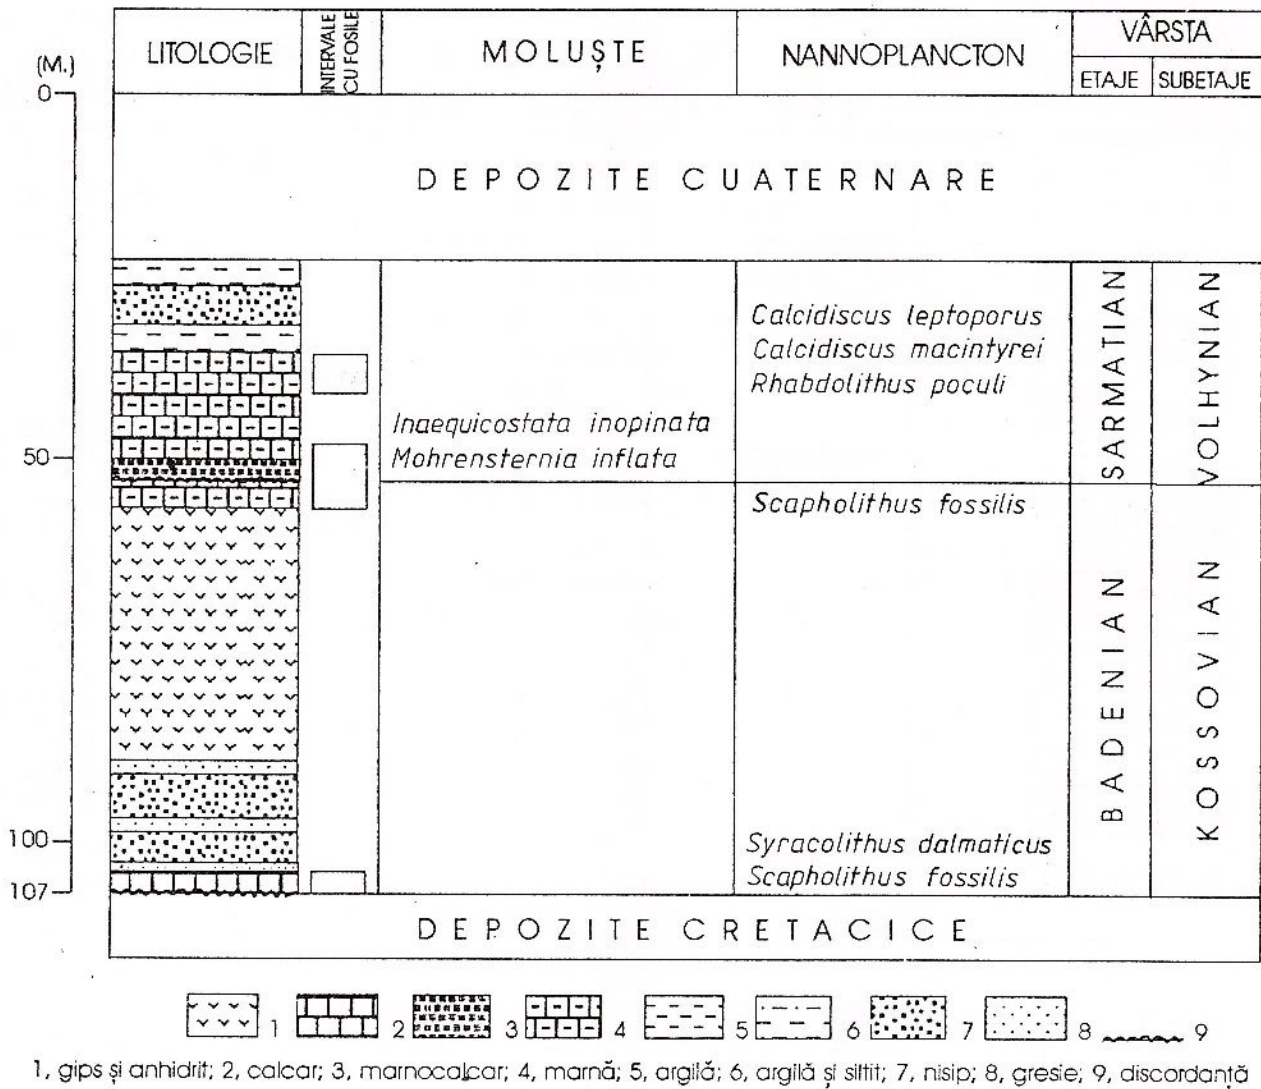 (M.)
LITOLOGIE
INTERVALE
CU FOSILE
MOLUȘTE
NANNOPLANCTON
VÂRSTA
ETAJE
SUBETAJE
0
DEPOZITE CUATERNARE
Calcidiscus leptoporus
Calcidiscus macintyrei
Rhabdolithus poculi
Inaequicostata inopinata
Mohrensternia inflata
SARMATIAN
VOLHYNIAN
50
Scapholithus fossilis
BADENIAN
KOSSOVIAN
100
Syracolithus dalmaticus
107
Scapholithus fossilis
DEPOZITE CRETACICE
1 2 3 4 5 6 7 8 9
1, gips și anhidrit; 2, calcar; 3, marnocalcar; 4, marnă; 5, argilă; 6, argilă și siltit; 7, nisip; 8, gresie; 9, discordanță